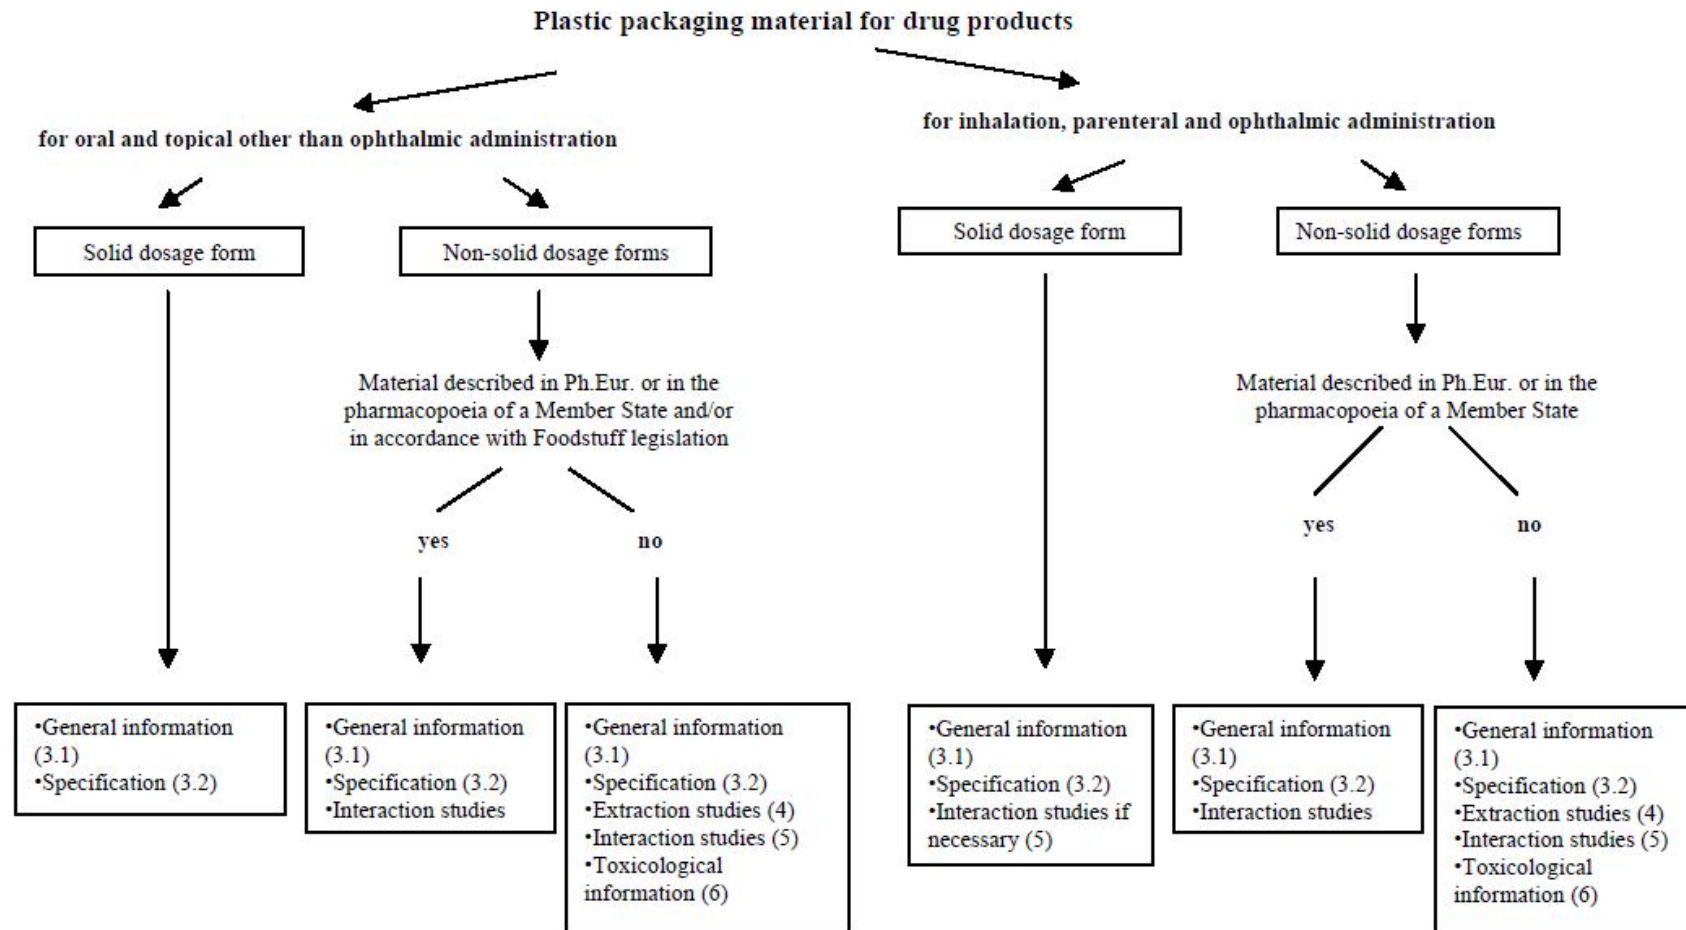 Plastic packaging material for drug products
for oral and topical other than ophthalmic administration
for inhalation, parenteral and ophthalmic administration
Solid dosage form
Non-solid dosage forms
Solid dosage form
Non-solid dosage forms
Material described in Ph.Eur. or in the
pharmacopoeia of a Member State and/or
in accordance with Foodstuff legislation
Material described in Ph.Eur. or in the
pharmacopoeia of a Member State
yes
no
yes
no
•General information
(3.1)
•Specification (3.2)
•General information
(3.1)
•Specification (3.2)
•Interaction studies
•General information
(3.1)
•Specification (3.2)
•Extraction studies (4)
•Interaction studies (5)
•Toxicological
information (6)
•General information
(3.1)
•Specification (3.2)
•Interaction studies if
necessary (5)
•General information
(3.1)
•Specification (3.2)
•Interaction studies
•General information
(3.1)
•Specification (3.2)
•Extraction studies (4)
•Interaction studies (5)
•Toxicological
information (6)